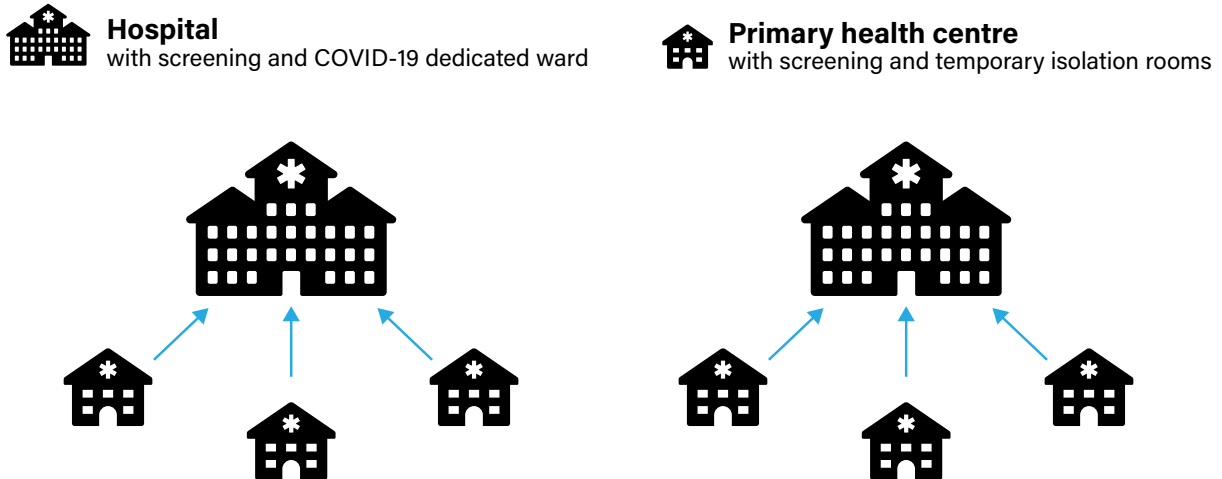 Hospital
with screening and COVID-19 dedicated ward
Primary health centre
with screening and temporary isolation rooms